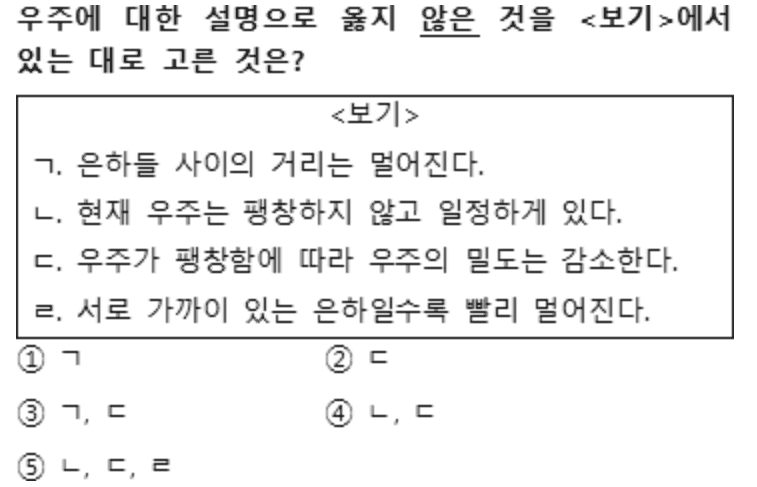 우주에 대한 설명으로 옳지 않은 것을 <보기>에서
있는 대로 고른 것은?
<보기>
ㄱ. 은하들 사이의 거리는 멀어진다.
ㄴ. 현재 우주는 팽창하지 않고 일정하게 있다.
ㄷ. 우주가 팽창함에 따라 우주의 밀도는 감소한다.
ㄹ. 서로 가까이 있는 은하일수록 빨리 멀어진다.
① ㄱ ② ㄷ
③ ㄱ, ㄷ ④ ㄴ, ㄷ
⑤ ㄴ, ㄷ, ㄹ